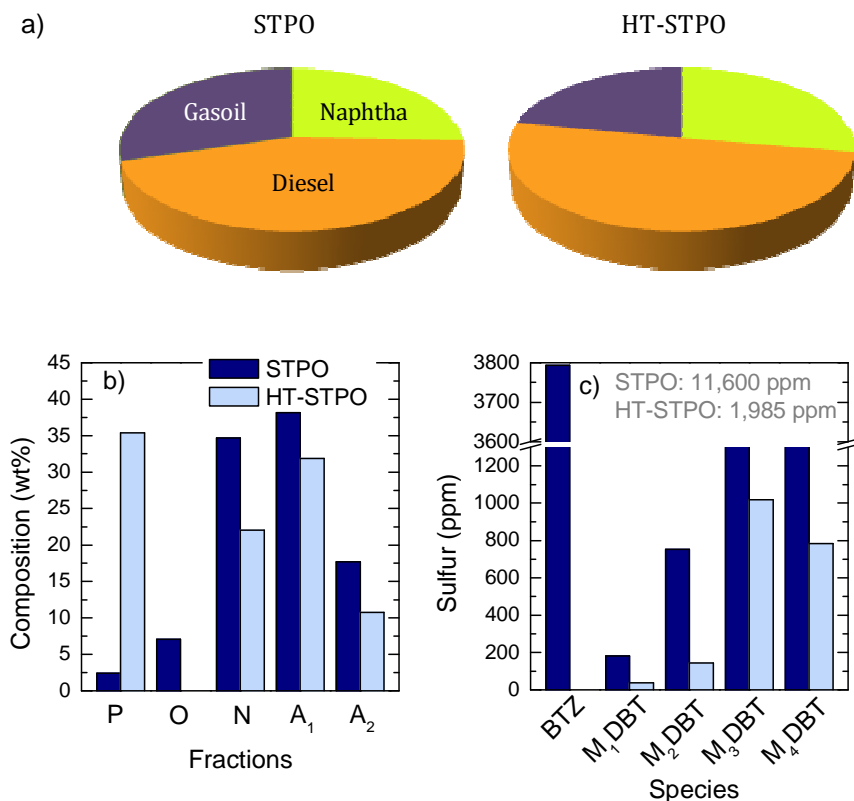 a) STPO HT-STPO
Gasoil Naphtha
Diesel
b)
STPO
HT-STPO
45
40
35
30
25
20
15
10
5
0
Composition (wt%)
P O N A₁ A₂
Fractions
c)
STPO: 11,600 ppm
HT-STPO: 1,985 ppm
3800
3700
3600
1200
1000
800
600
400
200
0
Sulfur (ppm)
BTZ M₁DBT M₂DBT M₃DBT M₄DBT
Species